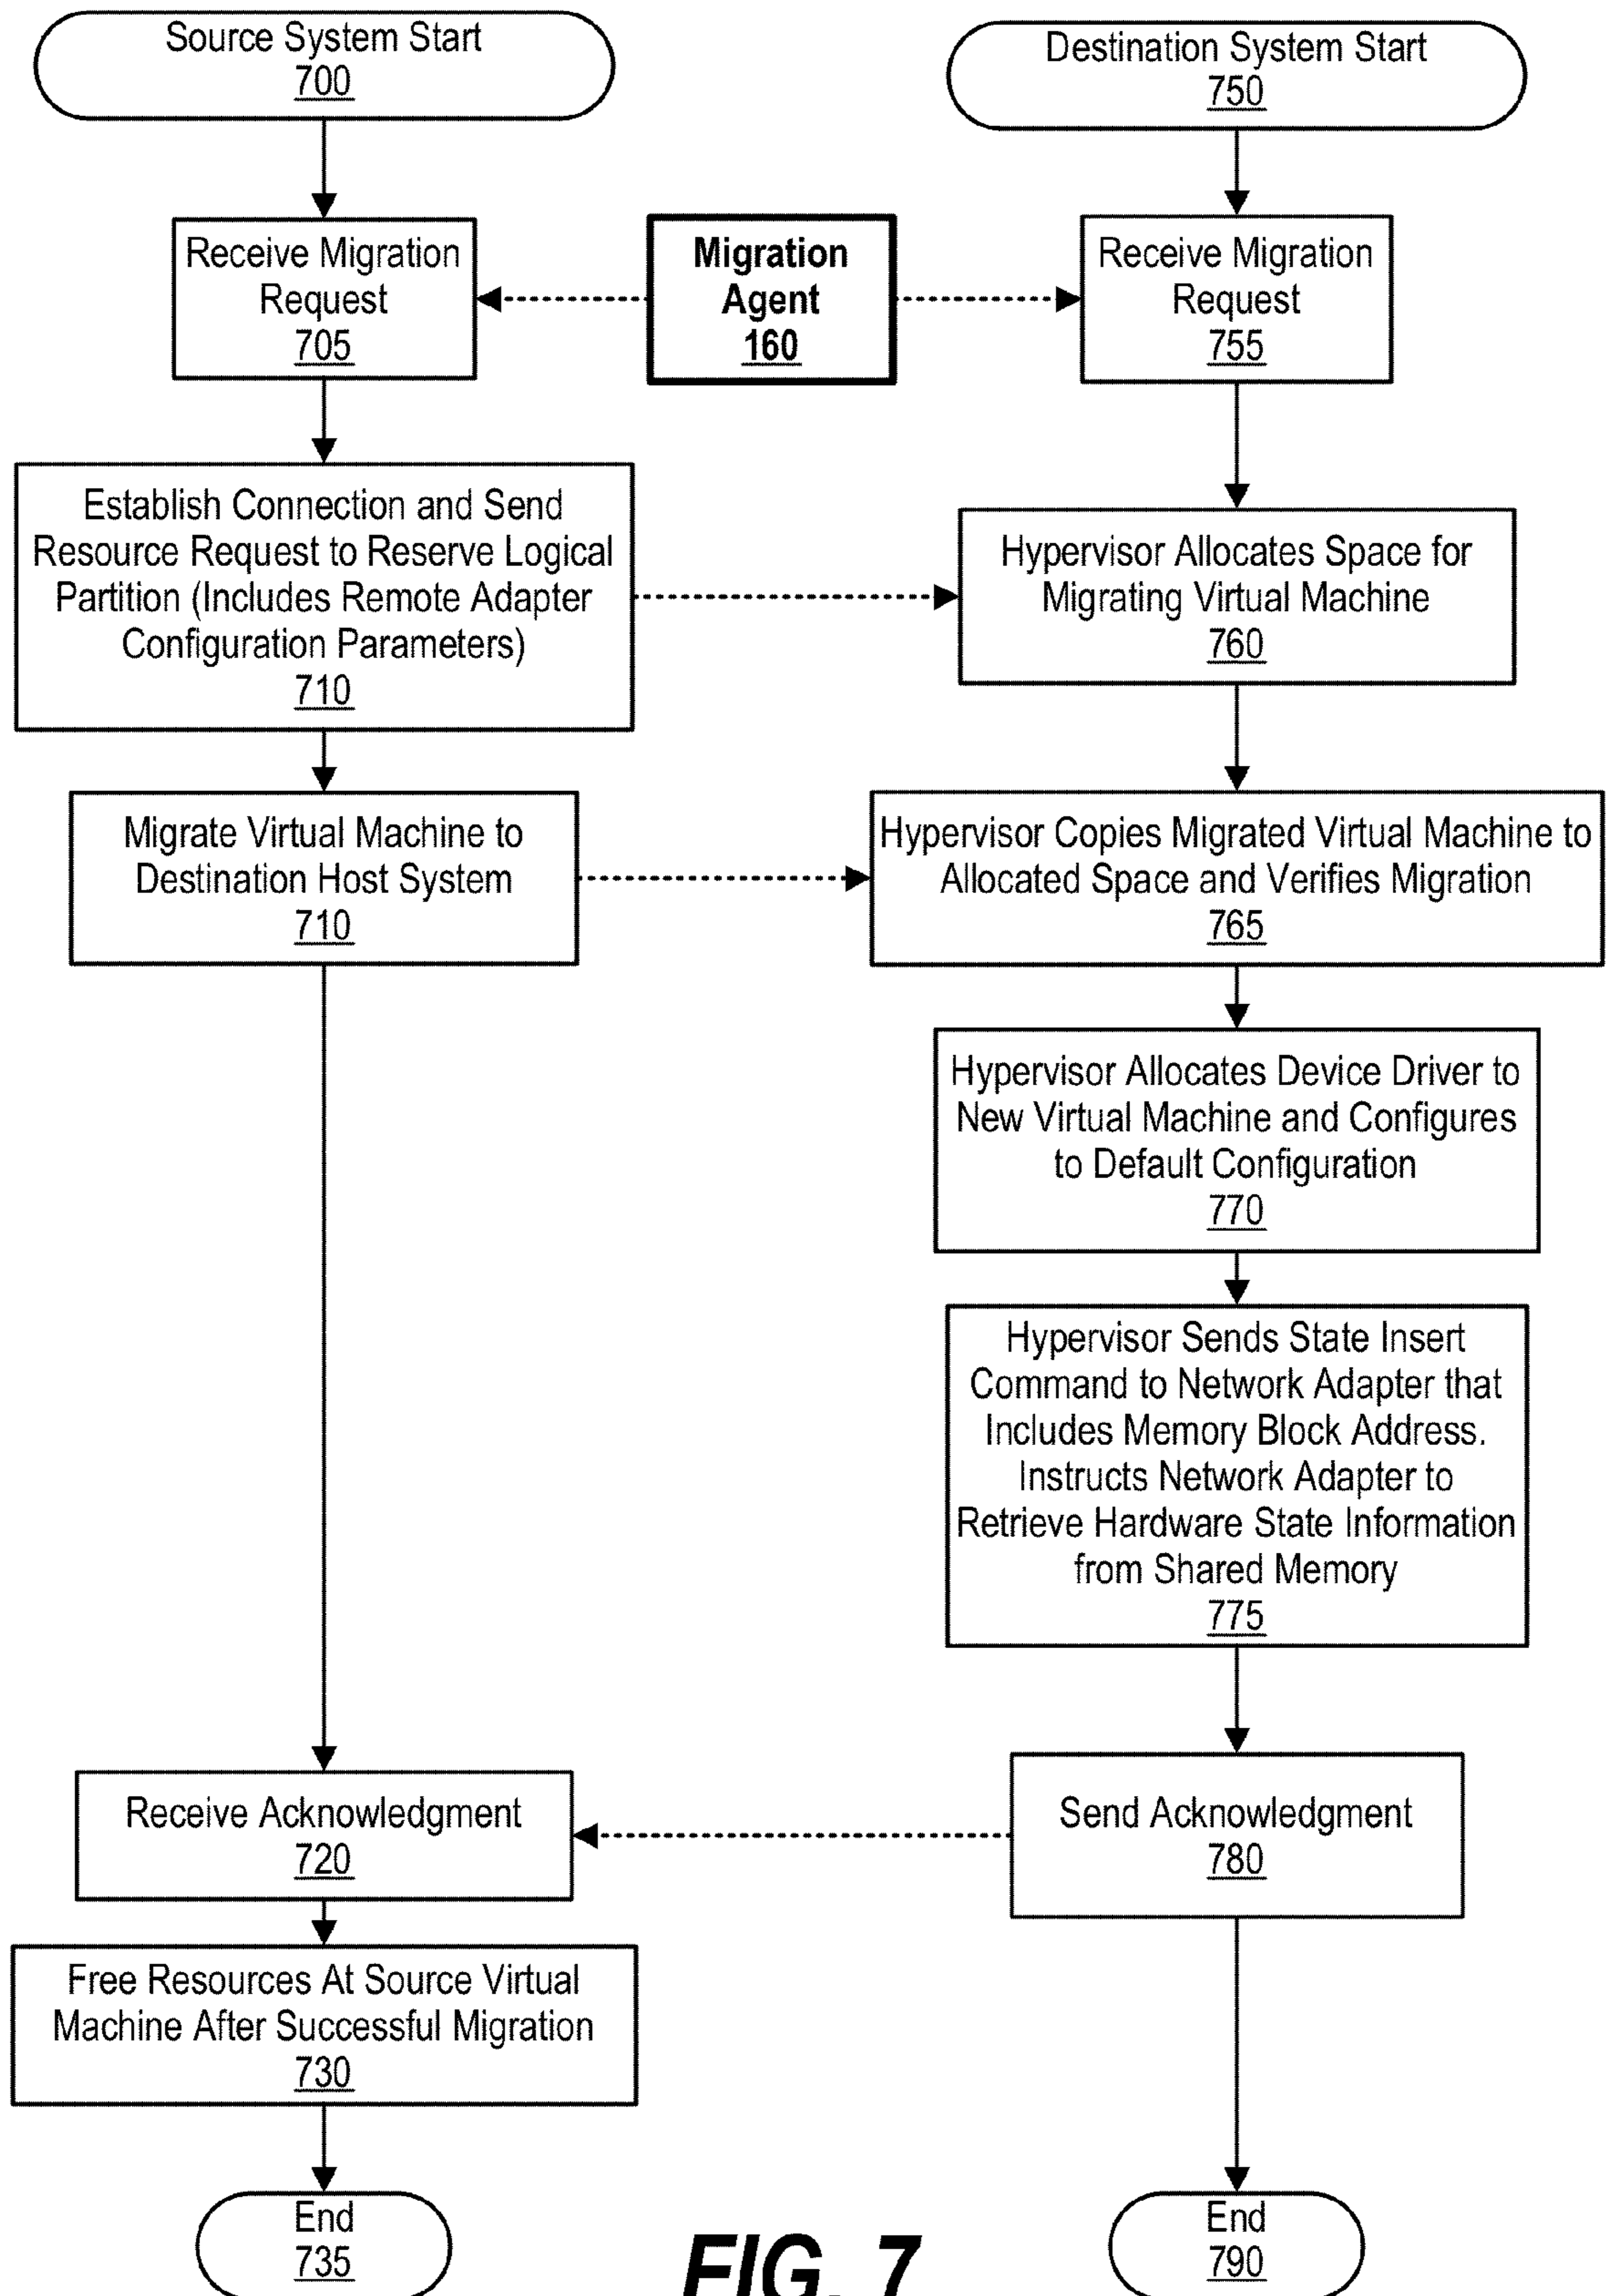 Source System Start
700
Receive Migration
Request
705
Migration
Agent
160
Establish Connection and Send
Resource Request to Reserve Logical
Partition (Includes Remote Adapter
Configuration Parameters)
710
Migrate Virtual Machine to
Destination Host System
710
Receive Acknowledgment
720
Free Resources At Source Virtual
Machine After Successful Migration
730
End
735
Destination System Start
750
Receive Migration
Request
755
Hypervisor Allocates Space for
Migrating Virtual Machine
760
Hypervisor Copies Migrated Virtual Machine to
Allocated Space and Verifies Migration
765
Hypervisor Allocates Device Driver to
New Virtual Machine and Configures
to Default Configuration
770
Hypervisor Sends State Insert
Command to Network Adapter that
Includes Memory Block Address.
Instructs Network Adapter to
Retrieve Hardware State Information
from Shared Memory
775
Send Acknowledgment
780
End
790
FIG. 7